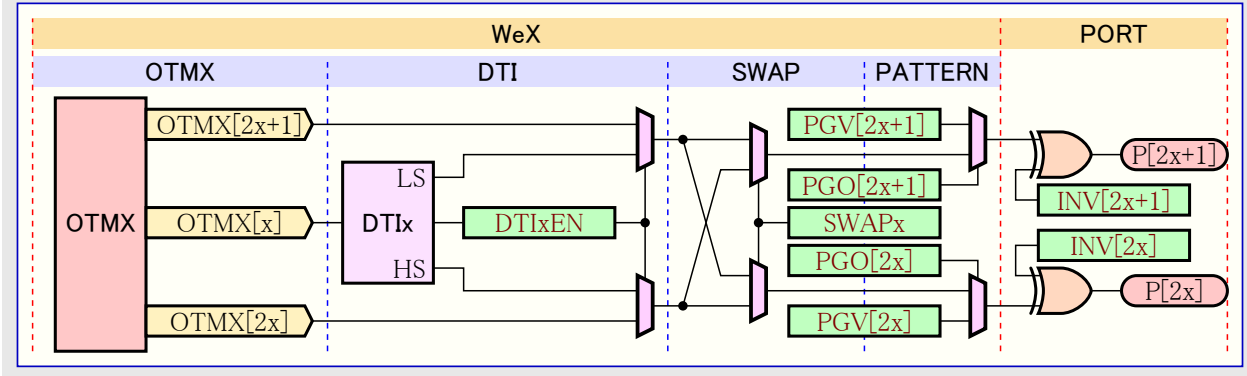 WeX
PORT
OTMX
DTI
SWAP
PATTERN
OTMX[2x+1]
PGV[2x+1]
P[2x+1]
LS
PGO[2x+1]
INV[2x+1]
OTMX
OTMX[x]
DTIx
DTIxEN
SWAPx
INV[2x]
HS
PGO[2x]
P[2x]
OTMX[2x]
PGV[2x]